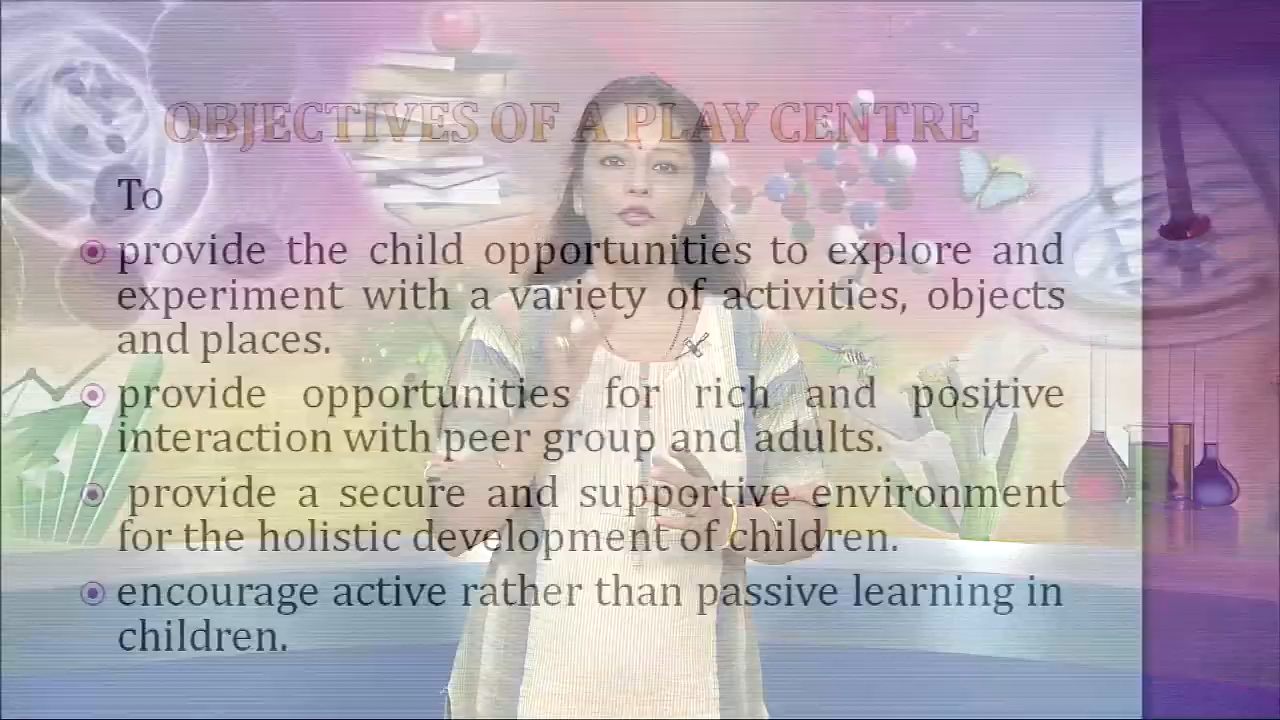 OBJECTIVES OF A PLAY CENTRE
To
provide the child opportunities to explore and
experiment with a variety of activities, objects
and places.
provide opportunities for rich and positive
interaction with peer group and adults.
provide a secure and supportive environment
for the holistic development of children.
encourage active rather than passive learning in
children.